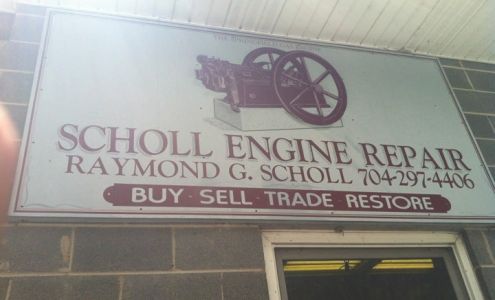 SCHOLL ENGINE REPAIR
RAYMOND G. SCHOLL 704-297-4406
BUY · SELL · TRADE · RESTORE